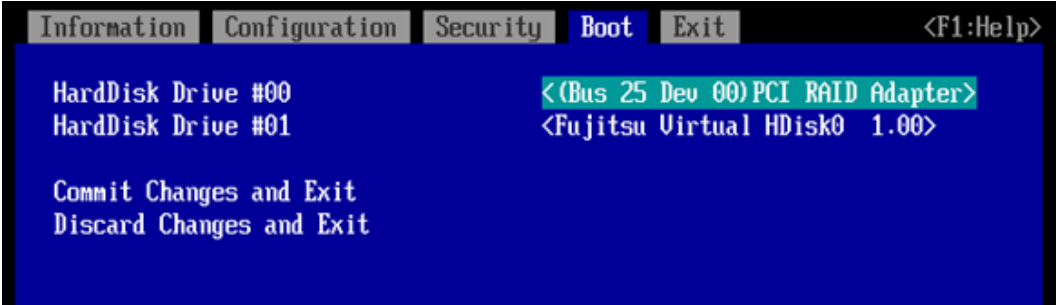 Information Configuration Security Boot Exit <F1:Help>
HardDisk Drive #00 <(Bus 25 Dev 00)PCI RAID Adapter>
HardDisk Drive #01 <Fujitsu Virtual HDisk0 1.00>
Commit Changes and Exit
Discard Changes and Exit